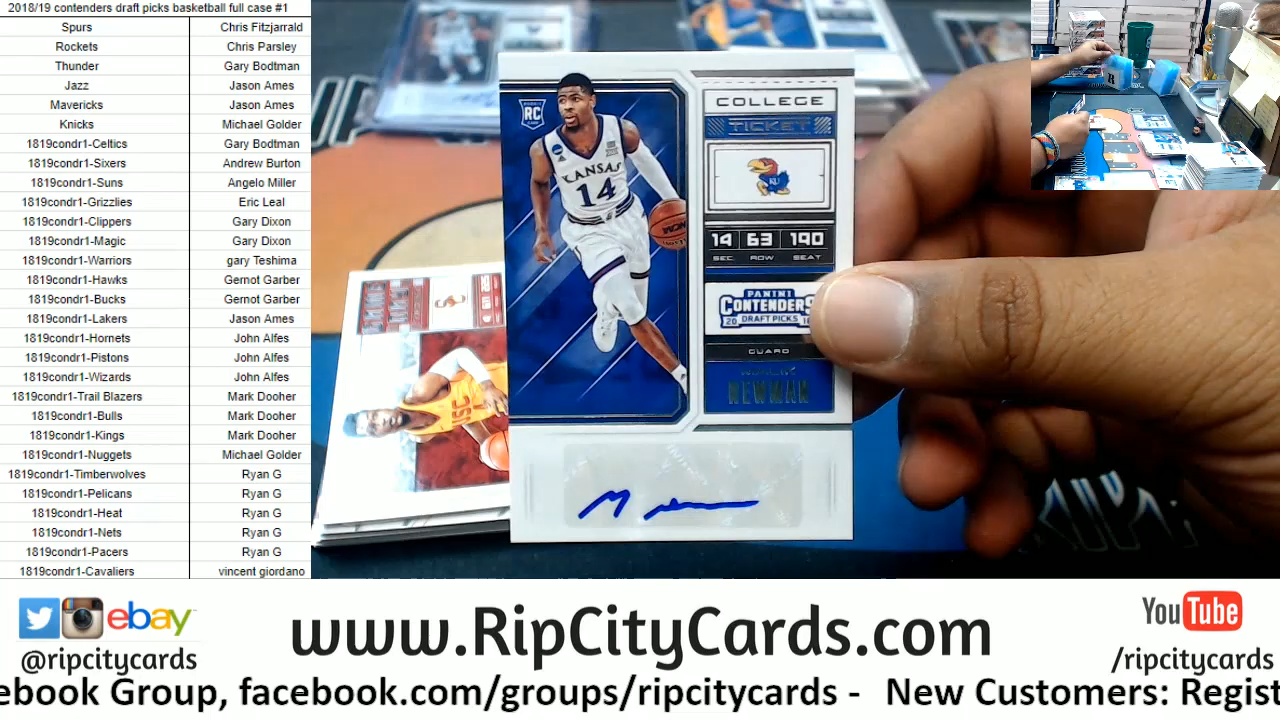 2018/19 contenders draft picks basketball full case #1
Spurs Chris Fitzjarrald
Rockets Chris Parsley
Thunder Gary Bodtman
Jazz Jason Ames
Mavericks Jason Ames
Knicks Michael Golder
1819condr1-Celtics Gary Bodtman
1819condr1-Sixers Andrew Burton
1819condr1-Suns Angelo Miller
1819condr1-Grizzlies Eric Leal
1819condr1-Clippers Gary Dixon
1819condr1-Magic Gary Dixon
1819condr1-Warriors gary Teshima
1819condr1-Hawks Gernot Garber
1819condr1-Bucks Gernot Garber
1819condr1-Lakers Jason Ames
1819condr1-Hornets John Alfes
1819condr1-Pistons John Alfes
1819condr1-Wizards John Alfes
1819condr1-Trail Blazers Mark Dooher
1819condr1-Bulls Mark Dooher
1819condr1-Kings Mark Dooher
1819condr1-Nuggets Michael Golder
1819condr1-Timberwolves Ryan G
1819condr1-Pelicans Ryan G
1819condr1-Heat Ryan G
1819condr1-Nets Ryan G
1819condr1-Pacers Ryan G
1819condr1-Cavaliers vincent giordano
RC
KANSAS
14
COLLEGE
TICKET
KU
14 63 190
SEC. ROW SEAT
PANINI
CONTENDERS
DRAFT PICKS
GUARD
NEWMAN
USC
R
ebay
@ripcitycards
www.RipCityCards.com
YouTube
/ripcitycards
ebook Group, facebook.com/groups/ripcitycards - New Customers: Regist